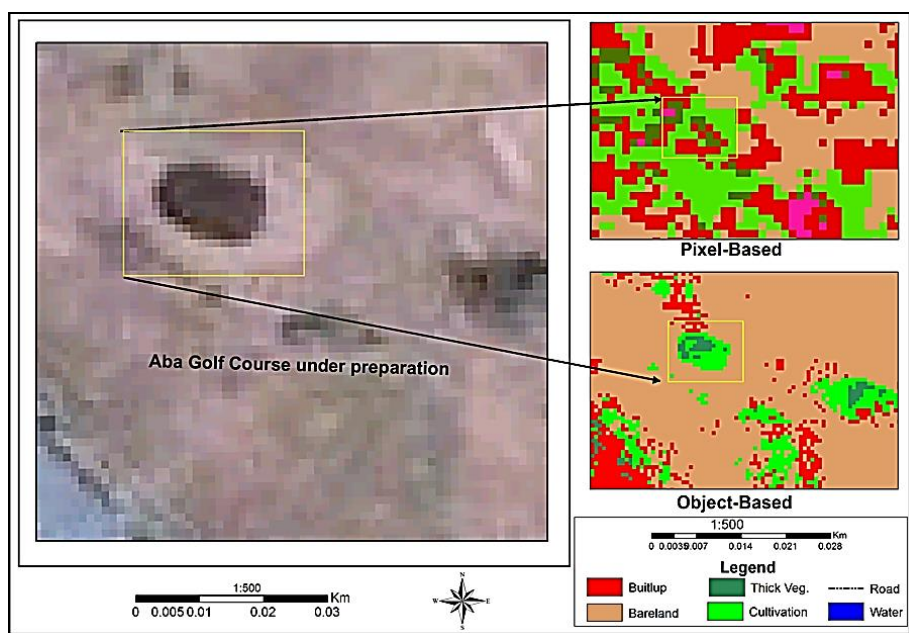 Aba Golf Course under preparation
Pixel-Based
Object-Based
1:500
0 0.005 0.01 0.02 0.03 Km
N
W E
S
1:500
0 0.0035 0.007 0.014 0.021 0.028 Km
Legend
Builtup Thick Veg. Road
Bareland Cultivation Water